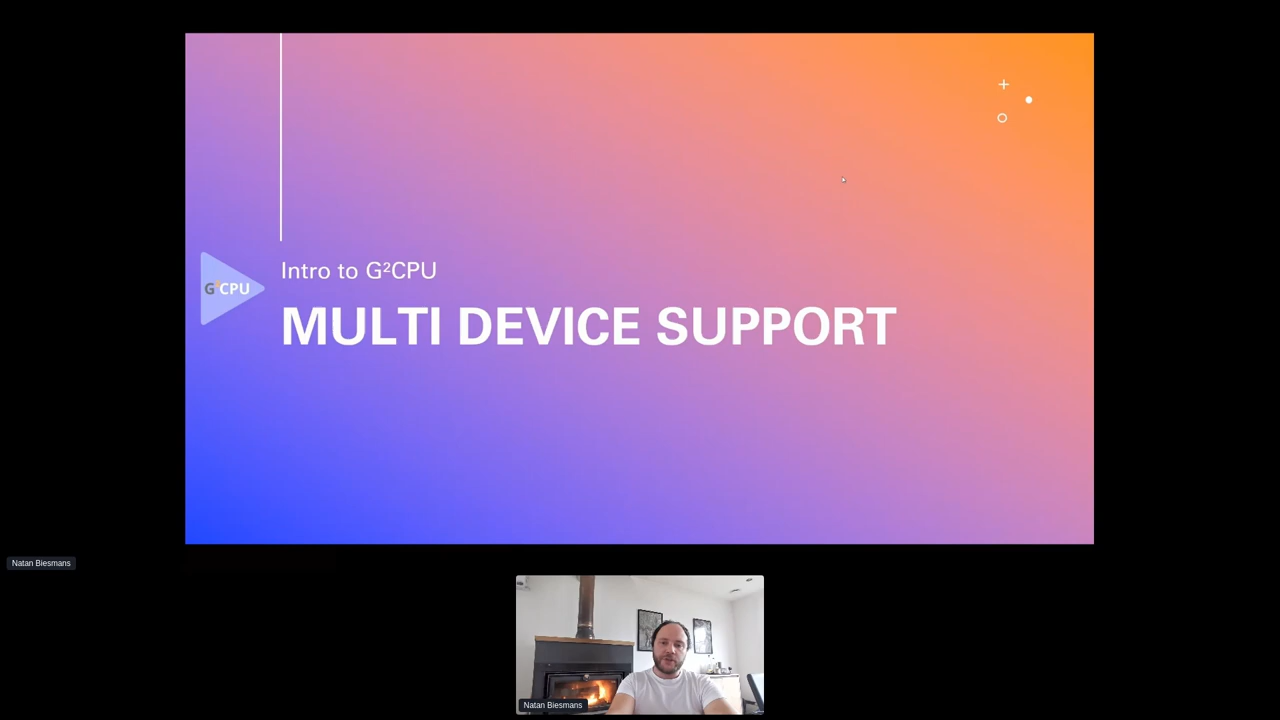 Intro to G²CPU
G²CPU
MULTI DEVICE SUPPORT
Natan Biesmans
Natan Biesmans